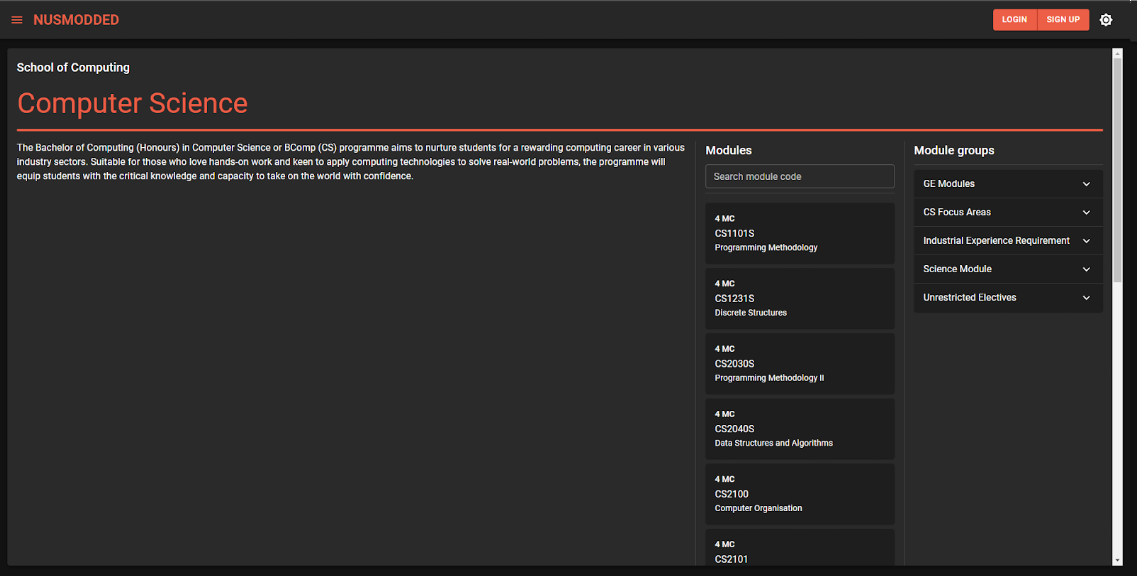 NUSMODDED
LOGIN
SIGN UP
School of Computing
Computer Science
The Bachelor of Computing (Honours) in Computer Science or BComp (CS) programme aims to nurture students for a rewarding computing career in various
industry sectors. Suitable for those who love hands-on work and keen to apply computing technologies to solve real-world problems, the programme will
equip students with the critical knowledge and capacity to take on the world with confidence.
Modules
Search module code
4 MC
CS1101S
Programming Methodology
4 MC
CS1231S
Discrete Structures
4 MC
CS2030S
Programming Methodology II
4 MC
CS2040S
Data Structures and Algorithms
4 MC
CS2100
Computer Organisation
4 MC
CS2101
Module groups
GE Modules
CS Focus Areas
Industrial Experience Requirement
Science Module
Unrestricted Electives